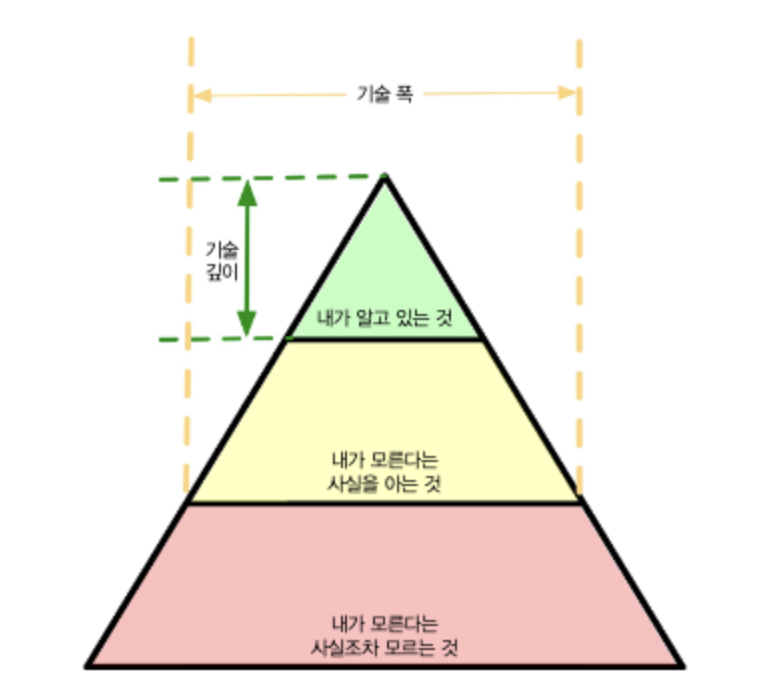 기술 폭
기술
깊이
내가 알고 있는 것
내가 모른다는
사실을 아는 것
내가 모른다는
사실조차 모르는 것